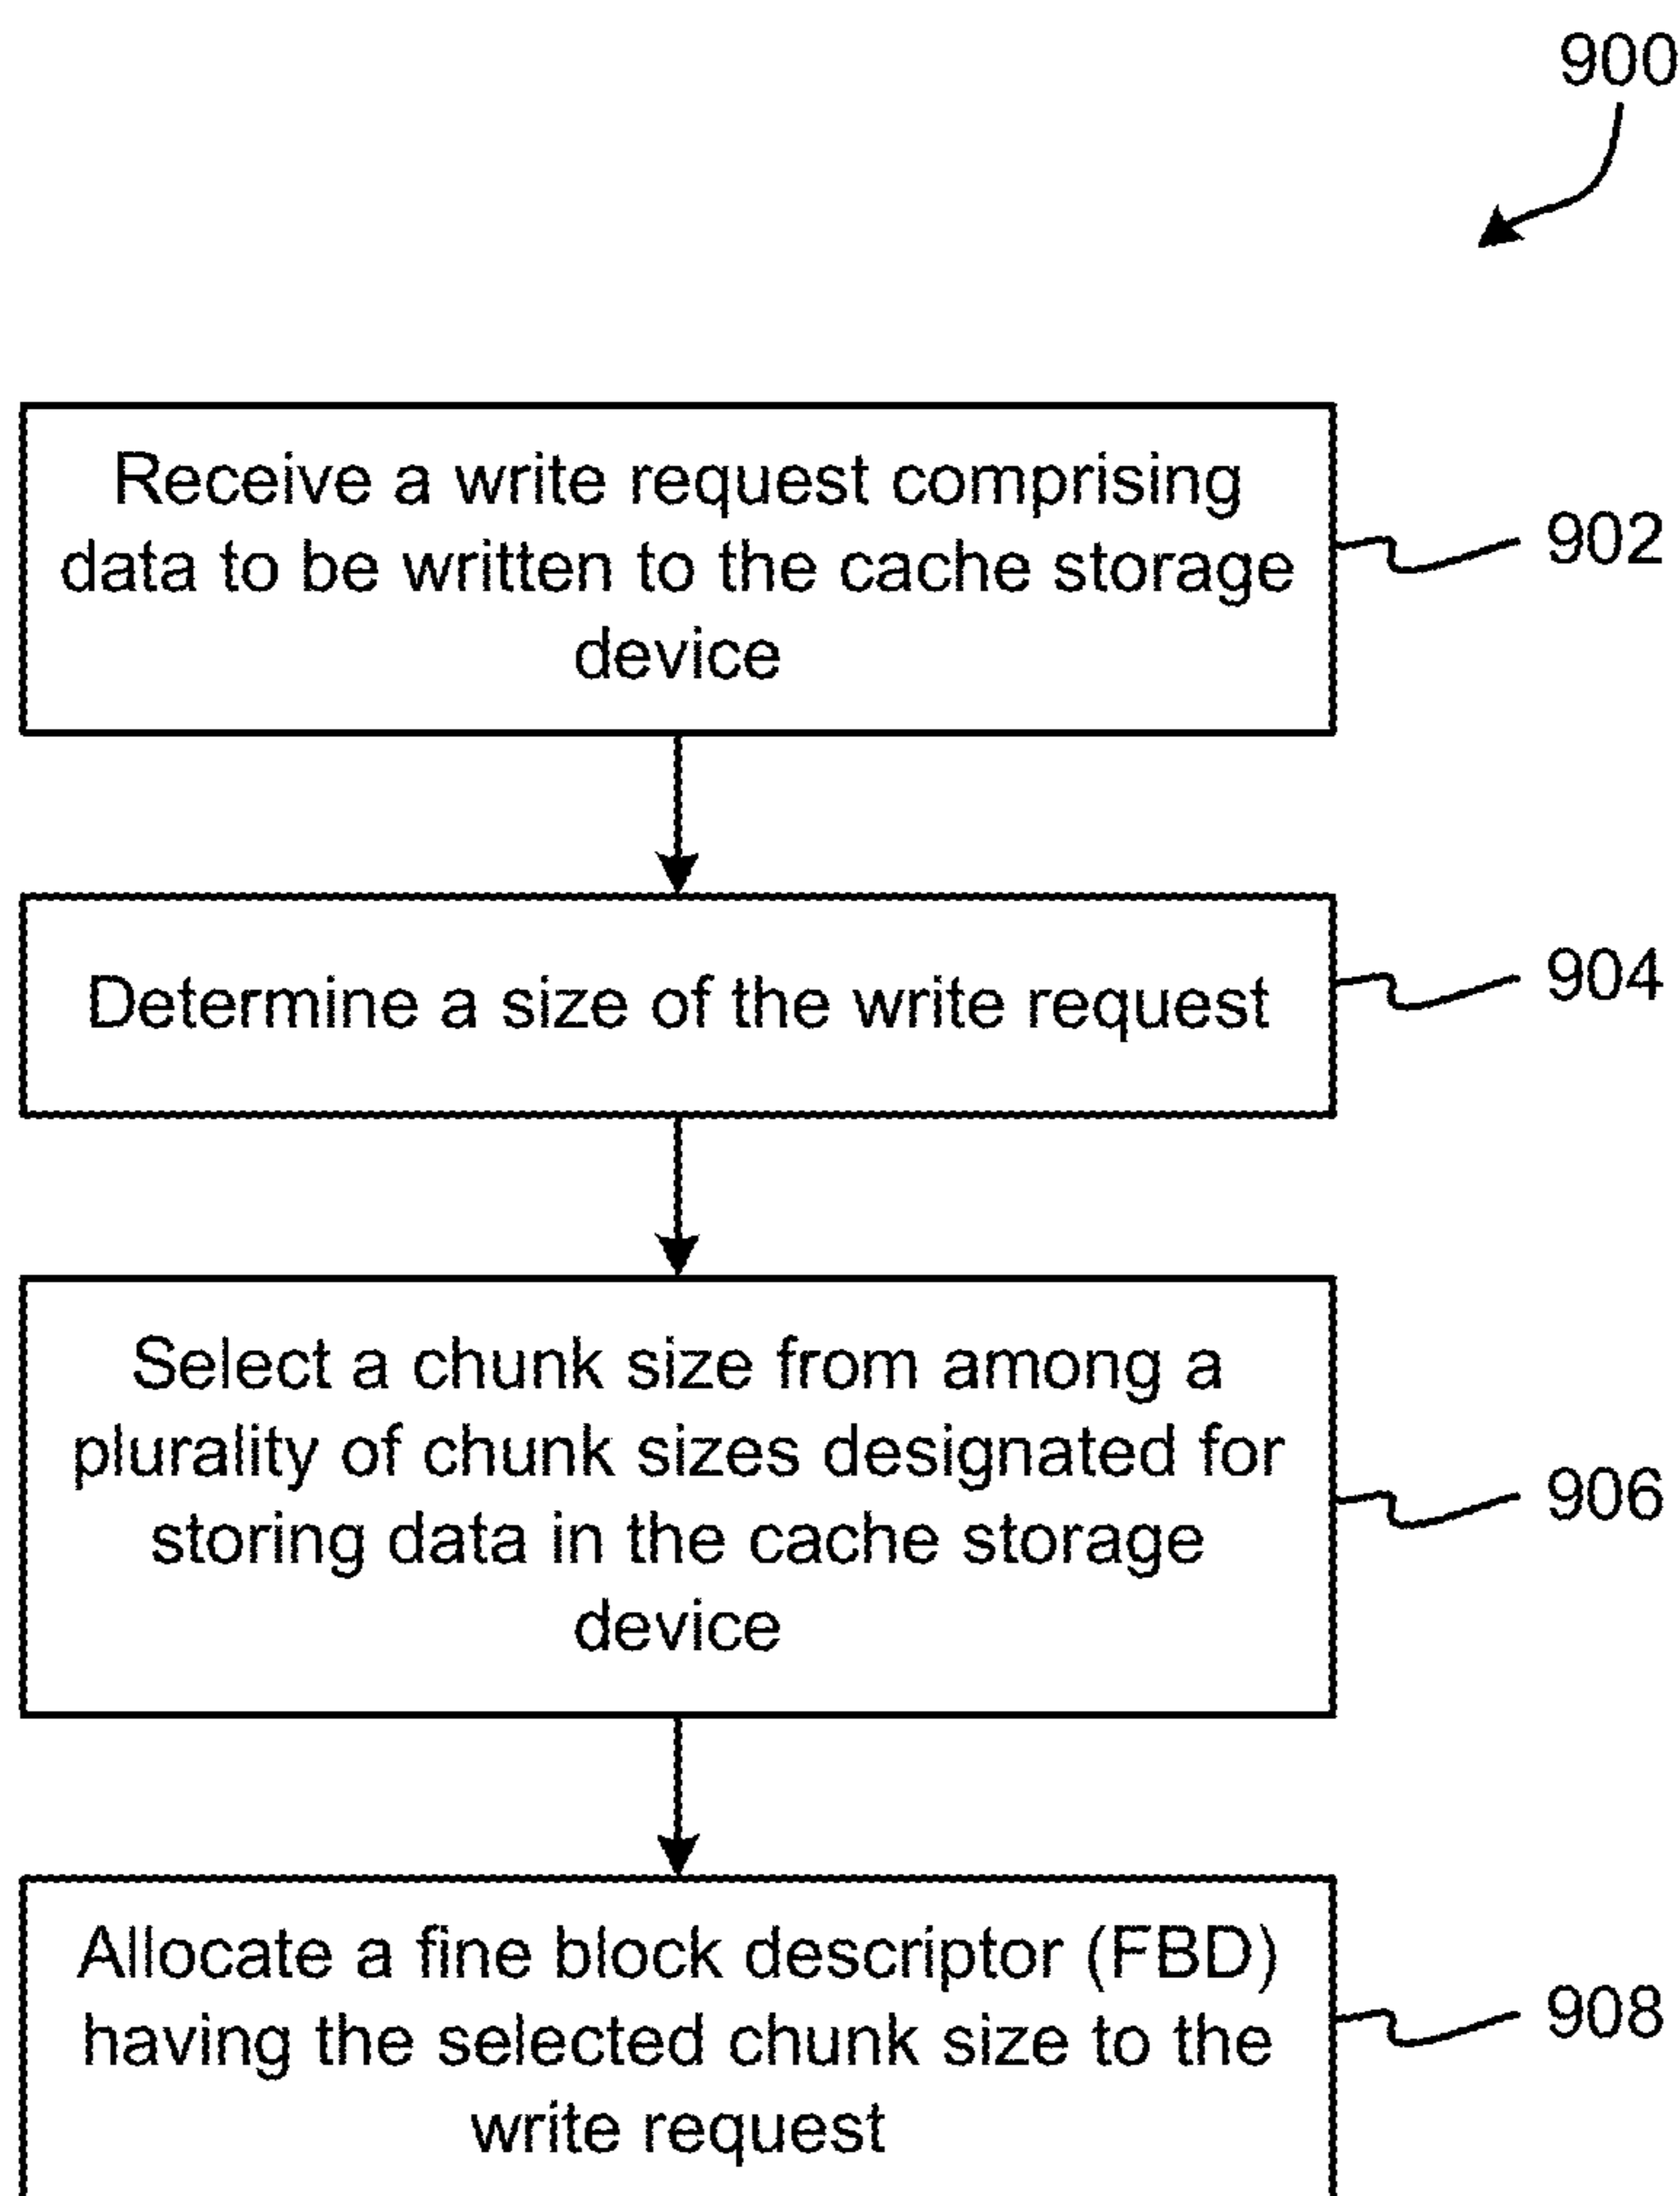 900
Receive a write request comprising
data to be written to the cache storage
device
902
Determine a size of the write request
904
Select a chunk size from among a
plurality of chunk sizes designated for
storing data in the cache storage
device
906
Allocate a fine block descriptor (FBD)
having the selected chunk size to the
write request
908